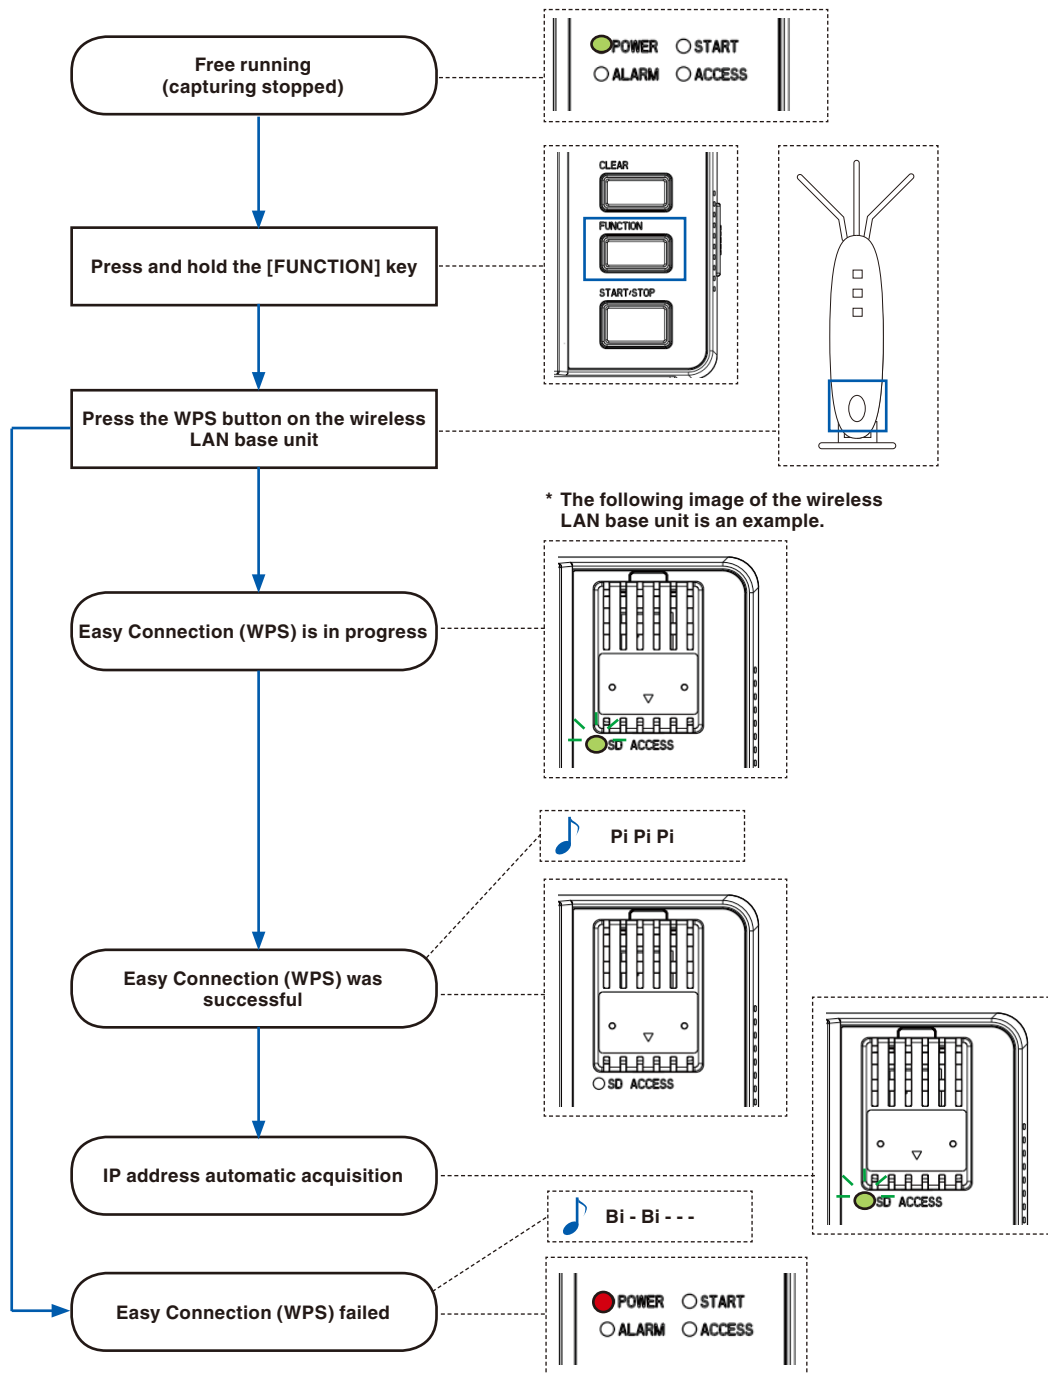 Free running
(capturing stopped)
POWER START
ALARM ACCESS
Press and hold the [FUNCTION] key
CLEAR
FUNCTION
START/STOP
Press the WPS button on the wireless
LAN base unit
* The following image of the wireless
LAN base unit is an example.
Easy Connection (WPS) is in progress
SD ACCESS
Pi Pi Pi
Easy Connection (WPS) was
successful
SD ACCESS
IP address automatic acquisition
SD ACCESS
Bi - Bi - - -
Easy Connection (WPS) failed
POWER START
ALARM ACCESS